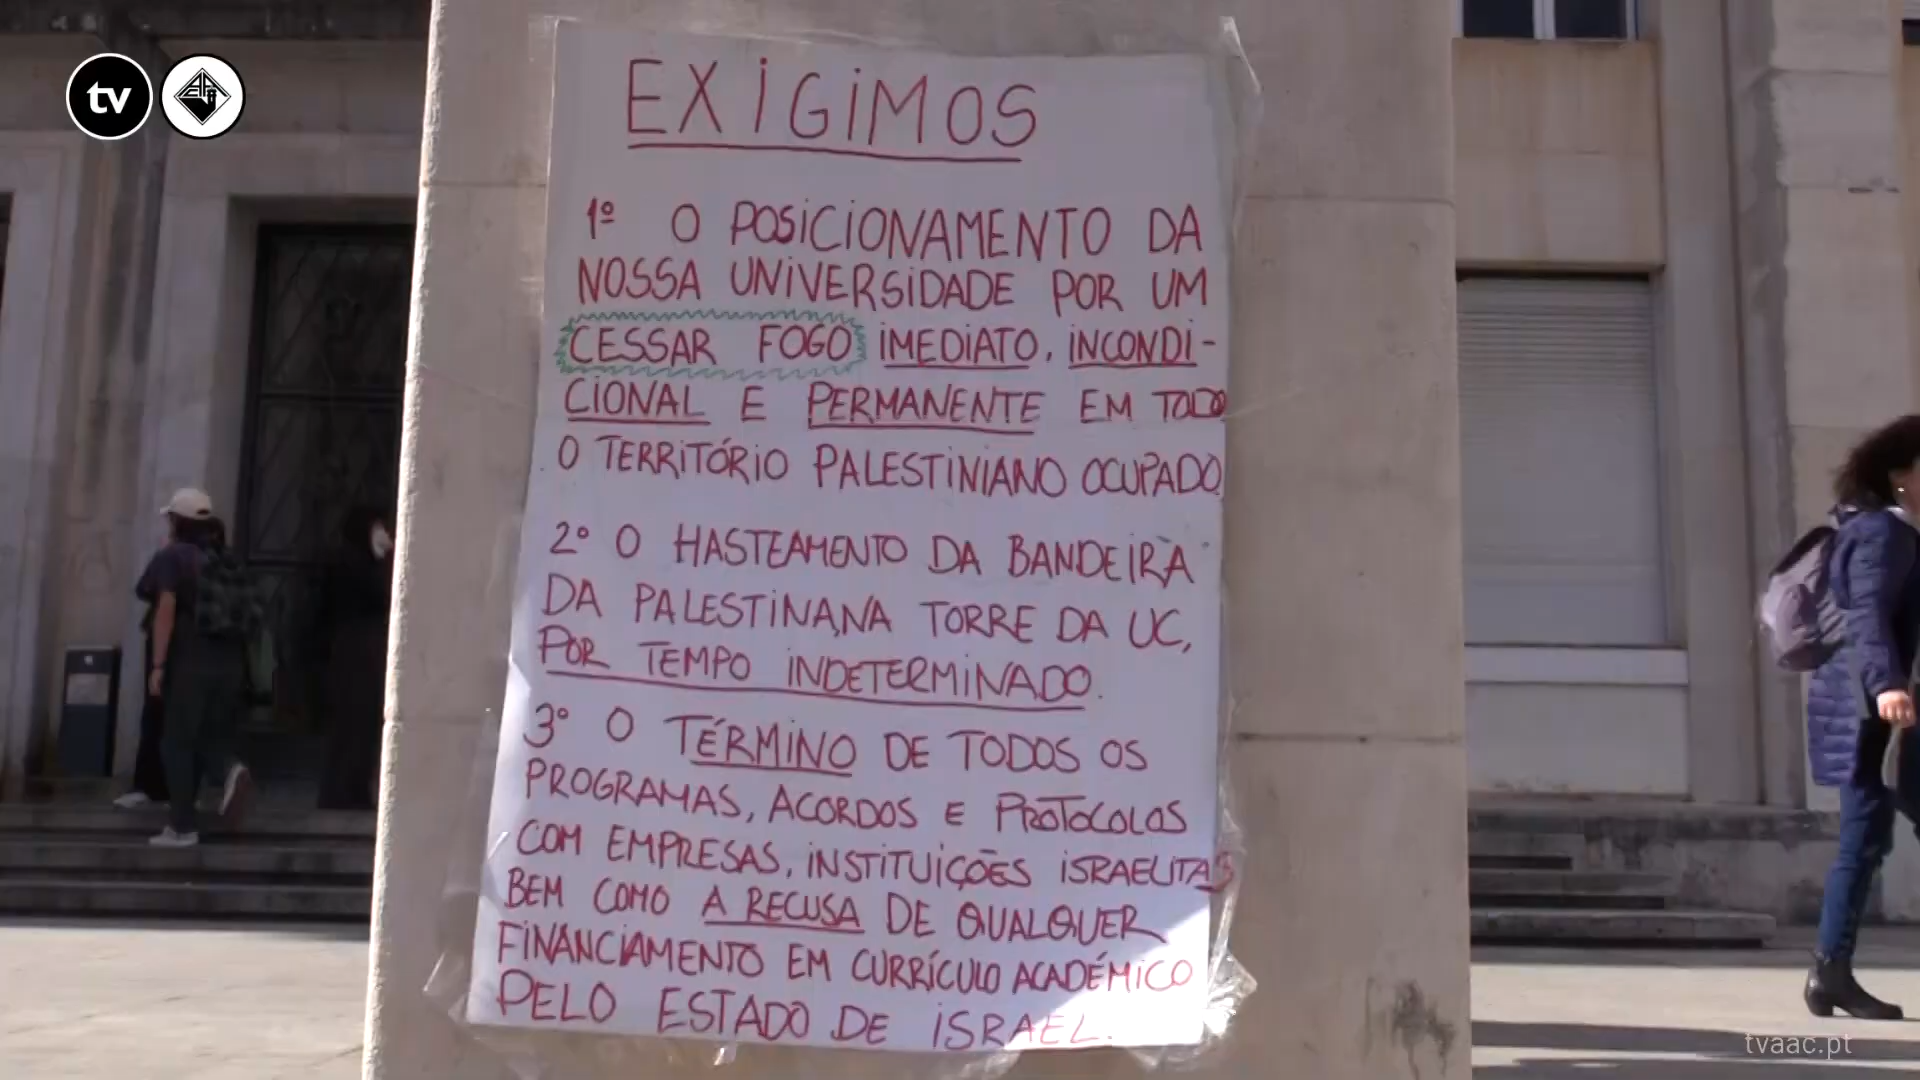 tv
EXIGIMOS
1º O POSICIONAMENTO DA
NOSSA UNIVERSIDADE POR UM
CESSAR FOGO IMEDIATO, INCONDI-
CIONAL E PERMANENTE EM TODO
O TERRITÓRIO PALESTINIANO OCUPADO.
2º O HASTEAMENTO DA BANDEIRA
DA PALESTINA,NA TORRE DA UC,
POR TEMPO INDETERMINADO.
3º O TÉRMINO DE TODOS OS
PROGRAMAS, ACORDOS E PROTOCOLOS
COM EMPRESAS, INSTITUIÇÕES ISRAELITAS
BEM COMO A RECUSA DE QUALQUER
FINANCIAMENTO EM CURRÍCULO ACADÉMICO
PELO ESTADO DE ISRAEL.
tvaac.pt